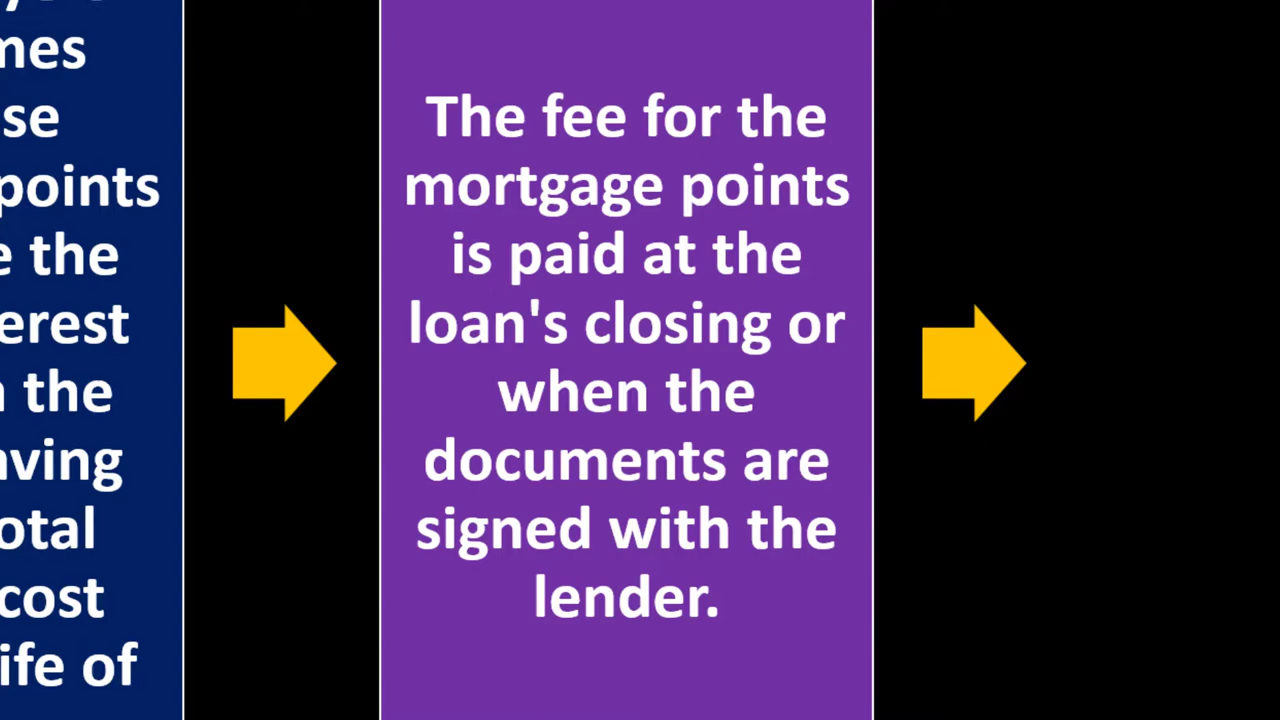 mes
se
points
the
erest
the
ving
otal
cost
ife of
The fee for the
mortgage points
is paid at the
loan's closing or
when the
documents are
signed with the
lender.